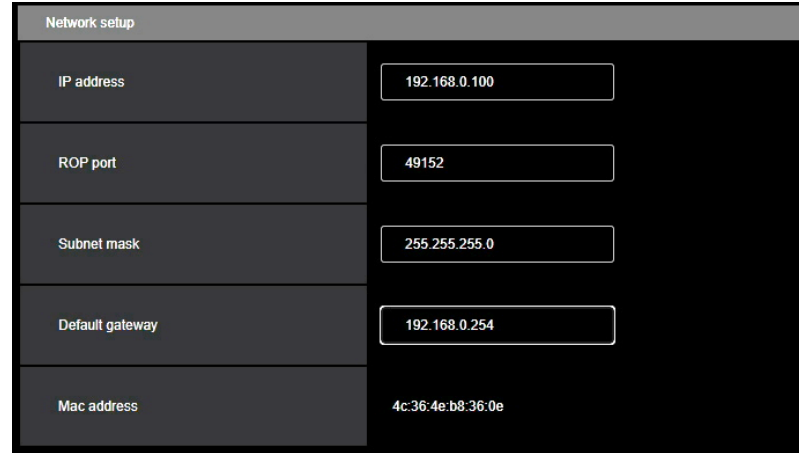 Network setup
IP address 192.168.0.100
ROP port 49152
Subnet mask 255.255.255.0
Default gateway 192.168.0.254
Mac address 4c:36:4e:b8:36:0e